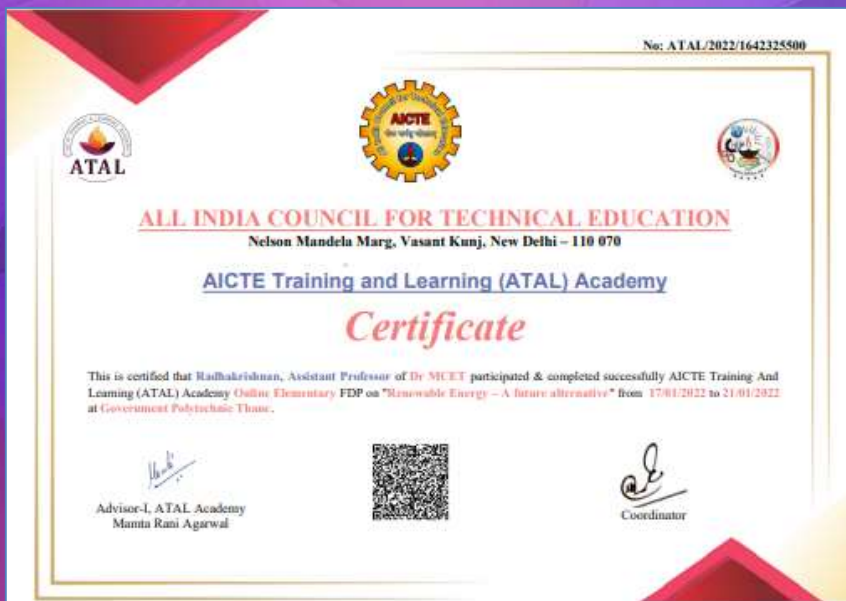 No: ATAL/2022/1642325500
ATAL
AICTE
ALL INDIA COUNCIL FOR TECHNICAL EDUCATION
Nelson Mandela Marg, Vasant Kunj, New Delhi – 110 070
AICTE Training and Learning (ATAL) Academy
Certificate
This is certified that Radhakrishnan, Assistant Professor of Dr MCET participated & completed successfully AICTE Training And
Learning (ATAL) Academy Online Elementary FDP on "Renewable Energy – A future alternative" from 17/01/2022 to 21/01/2022
at Government Polytechnic Thane.
Advisor-I, ATAL Academy
Mamta Rani Agarwal
Coordinator